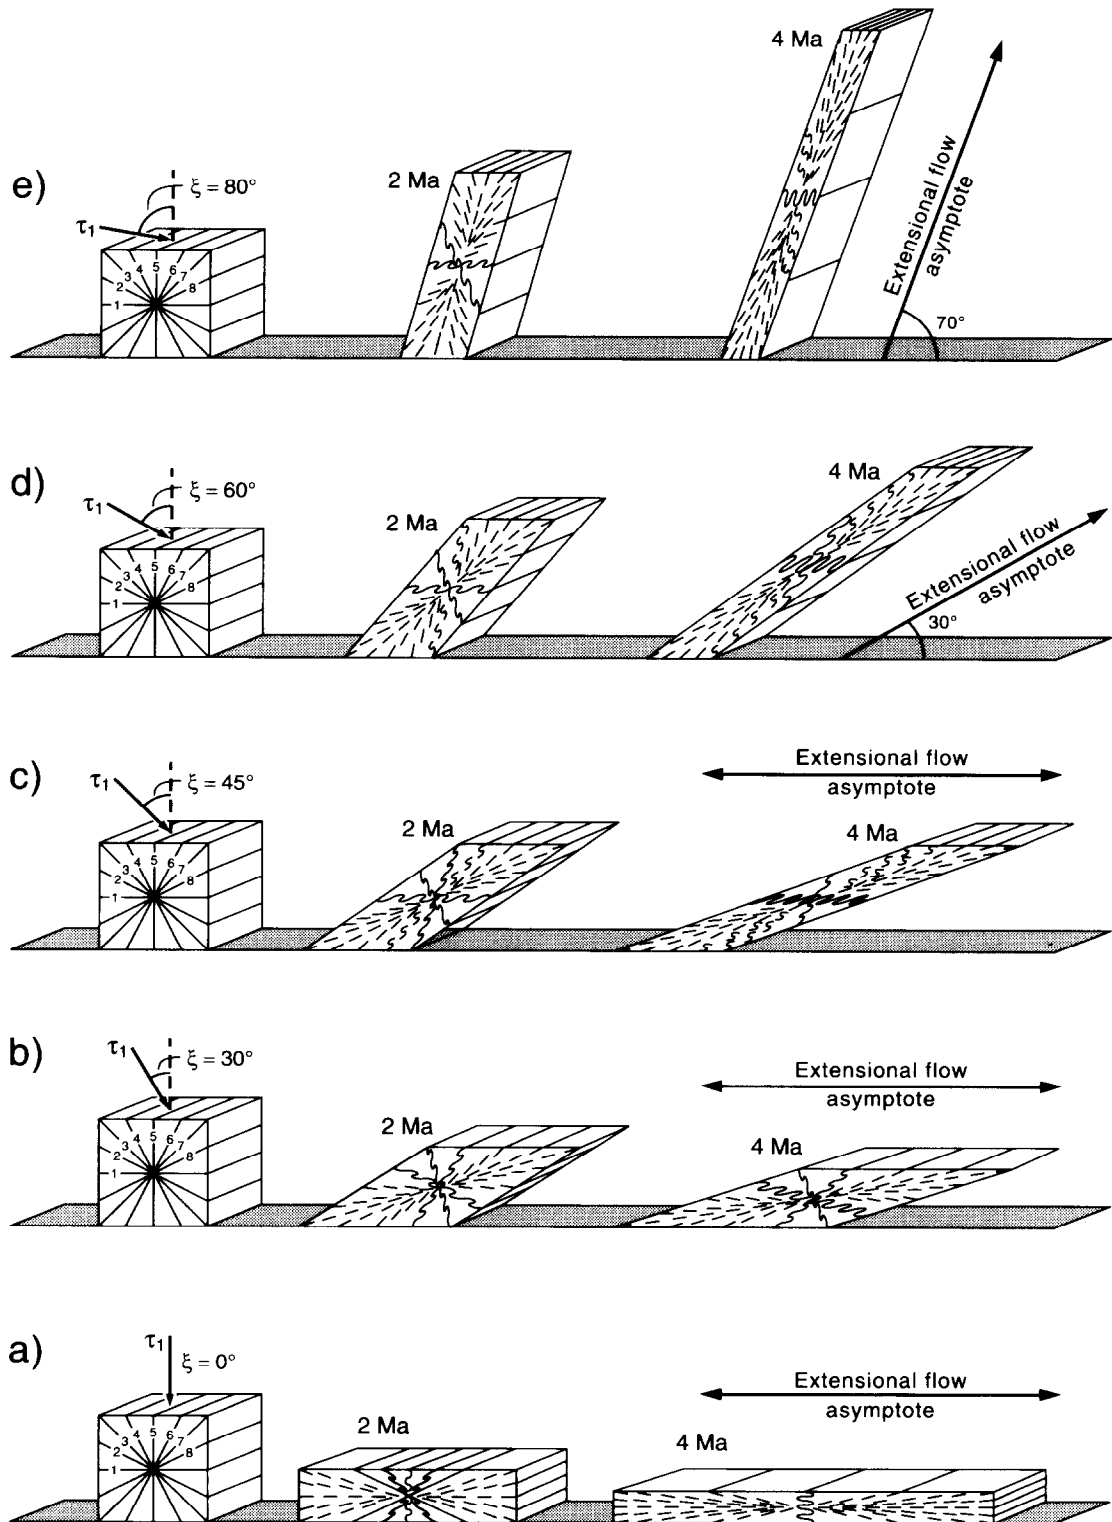 e)
ξ = 80°
τ1
1 2 3 4 5 6 7 8
2 Ma
4 Ma
Extensional flow
asymptote
70°
d)
ξ = 60°
τ1
1 2 3 4 5 6 7 8
2 Ma
4 Ma
Extensional flow
asymptote
30°
c)
ξ = 45°
τ1
1 2 3 4 5 6 7 8
2 Ma
4 Ma
Extensional flow
asymptote
b)
ξ = 30°
τ1
1 2 3 4 5 6 7 8
2 Ma
4 Ma
Extensional flow
asymptote
a)
τ1
ξ = 0°
1 2 3 4 5 6 7 8
2 Ma
4 Ma
Extensional flow
asymptote